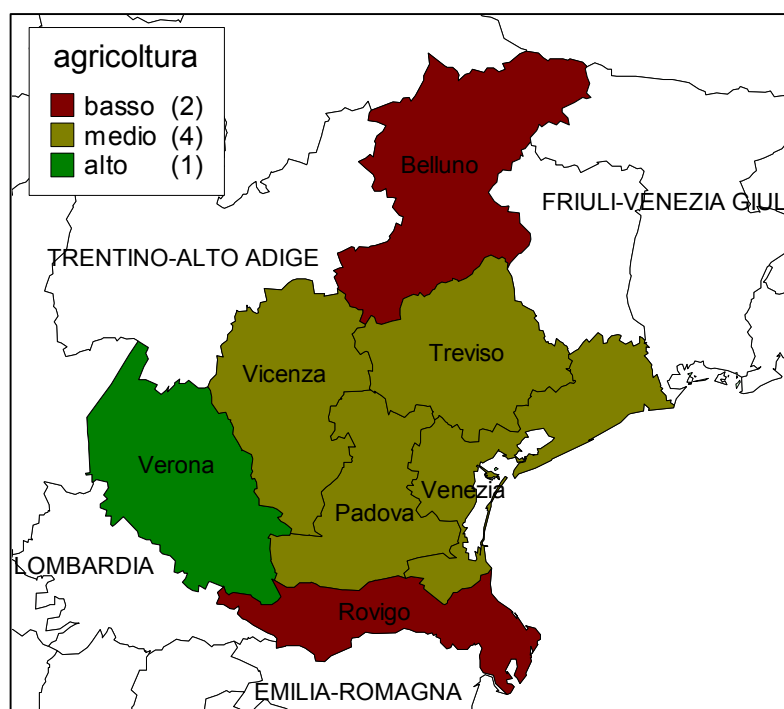 agricoltura
basso (2)
medio (4)
alto (1)
Belluno
FRIULI-VENEZIA GIUL
TRENTINO-ALTO ADIGE
Treviso
Vicenza
Verona
Venezia
Padova
LOMBARDIA
Rovigo
EMILIA-ROMAGNA